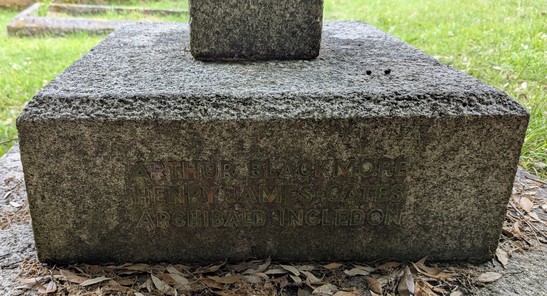 ARTHUR BLACKMORE
HENRY JAMES OATES
ARCHIBALD INGLEDON